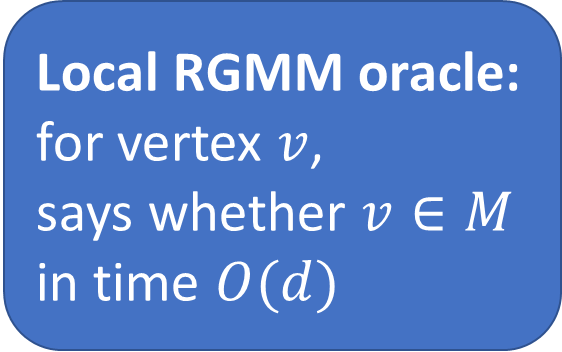 Local RGMM oracle:
for vertex 𝑣,
says whether 𝑣 ∈ 𝑀
in time 𝑂(𝑑)